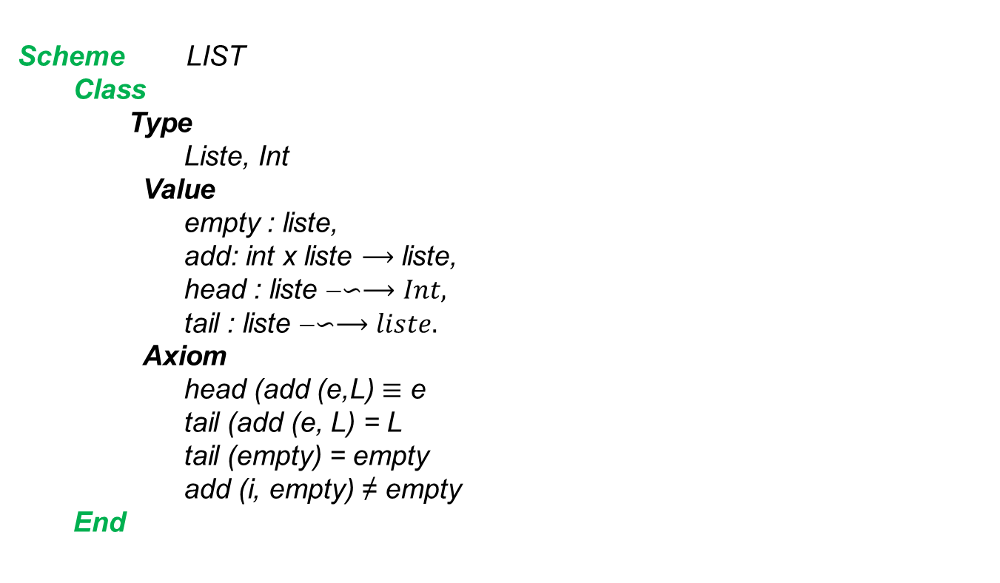 Scheme LIST
Class
Type
Liste, Int
Value
empty : liste,
add: int x liste ⟶ liste,
head : liste −∽⟶ Int,
tail : liste −∽⟶ liste.
Axiom
head (add (e,L) ≡ e
tail (add (e, L) = L
tail (empty) = empty
add (i, empty) ≠ empty
End